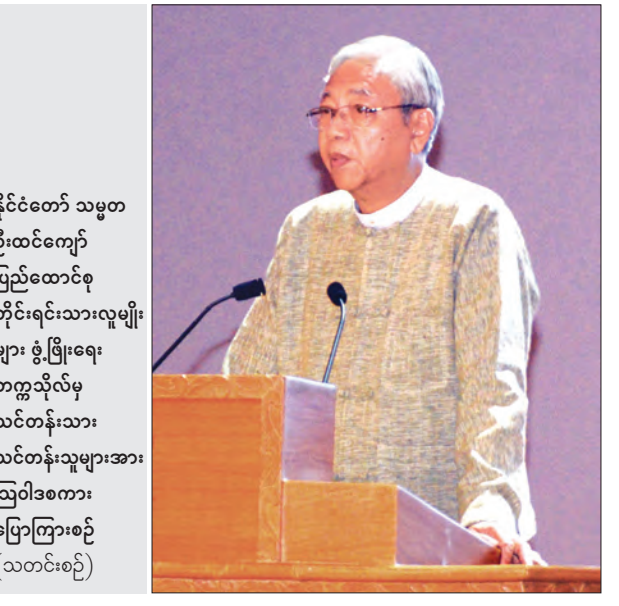 နိုင်ငံတော် သမ္မတ
ဦးထင်ကျော်
ပြည်ထောင်စု
တိုင်းရင်းသားလူမျိုး
များ ဖွံ့ဖြိုးရေး
တက္ကသိုလ်မှ
သင်တန်းသား
သင်တန်းသူများအား
ဩဝါဒစကား
ပြောကြားစဉ်
(သတင်းစဉ်)